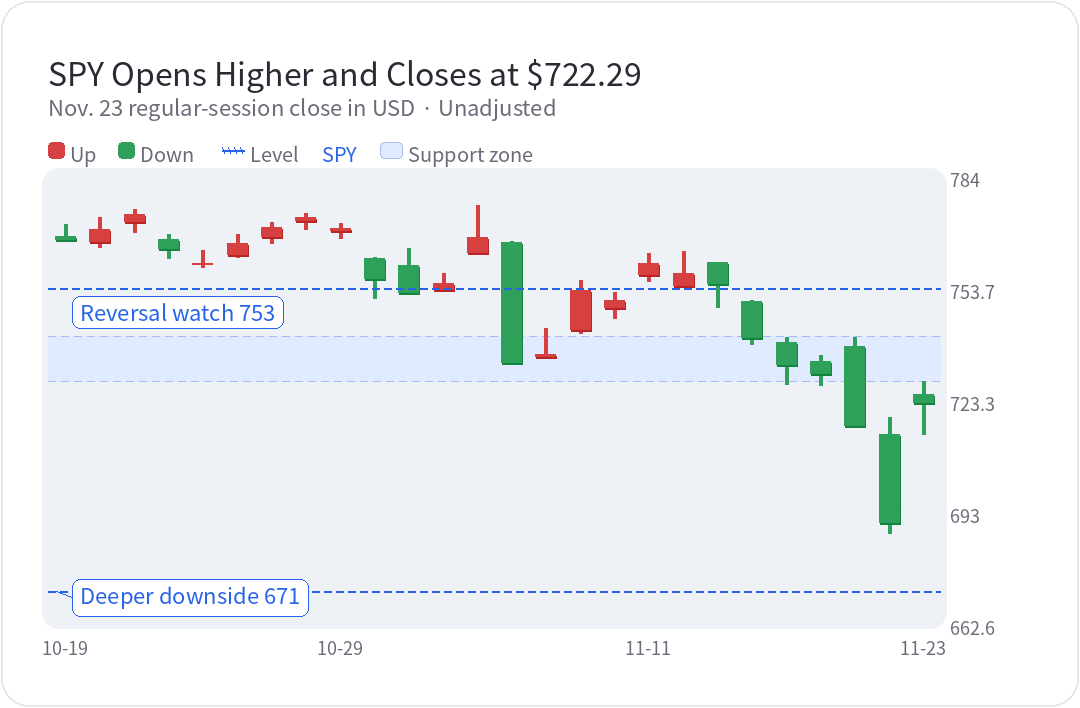 SPY Opens Higher and Closes at $722.29
Nov. 23 regular-session close in USD · Unadjusted
Up Down Level SPY Support zone
784
753.7
Reversal watch 753
723.3
693
Deeper downside 671
662.6
10-19 10-29 11-11 11-23